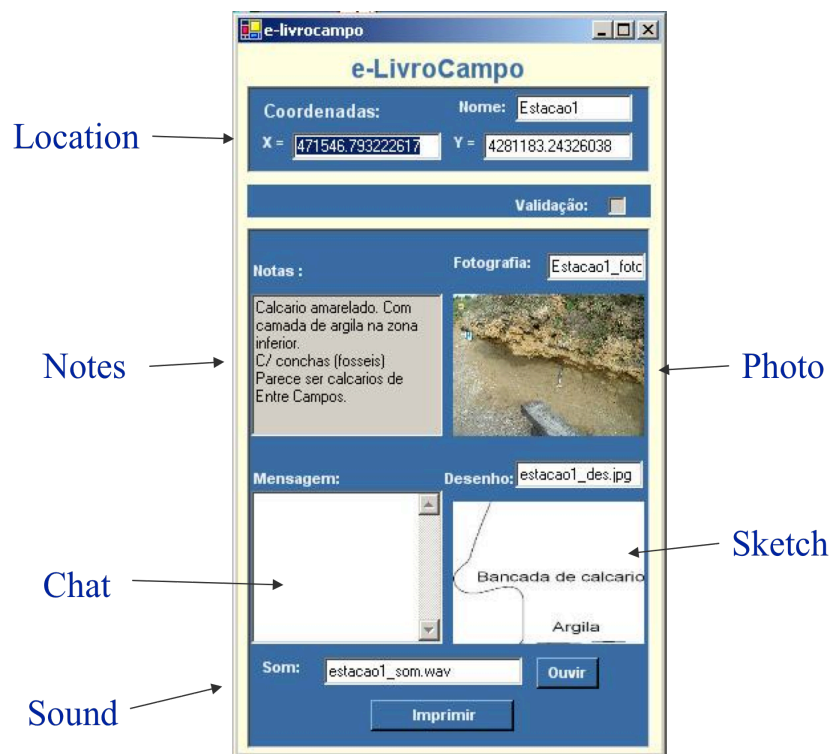 e-livrocampo
e-LivroCampo
Location
Coordenadas:
Nome: Estacao1
X = 471546.793222617 Y = 4281183.24326038
Validação:
Notas :
Fotografia: Estacao1_foto
Notes
Calcario amarelado. Com
camada de argila na zona
inferior.
C/ conchas (fosseis)
Parece ser calcarios de
Entre Campos.
Photo
Mensagem:
Desenho: estacao1_des.jpg
Chat
Bancada de calcario
Argila
Sketch
Sound
Som: estacao1_som.wav Ouvir
Imprimir